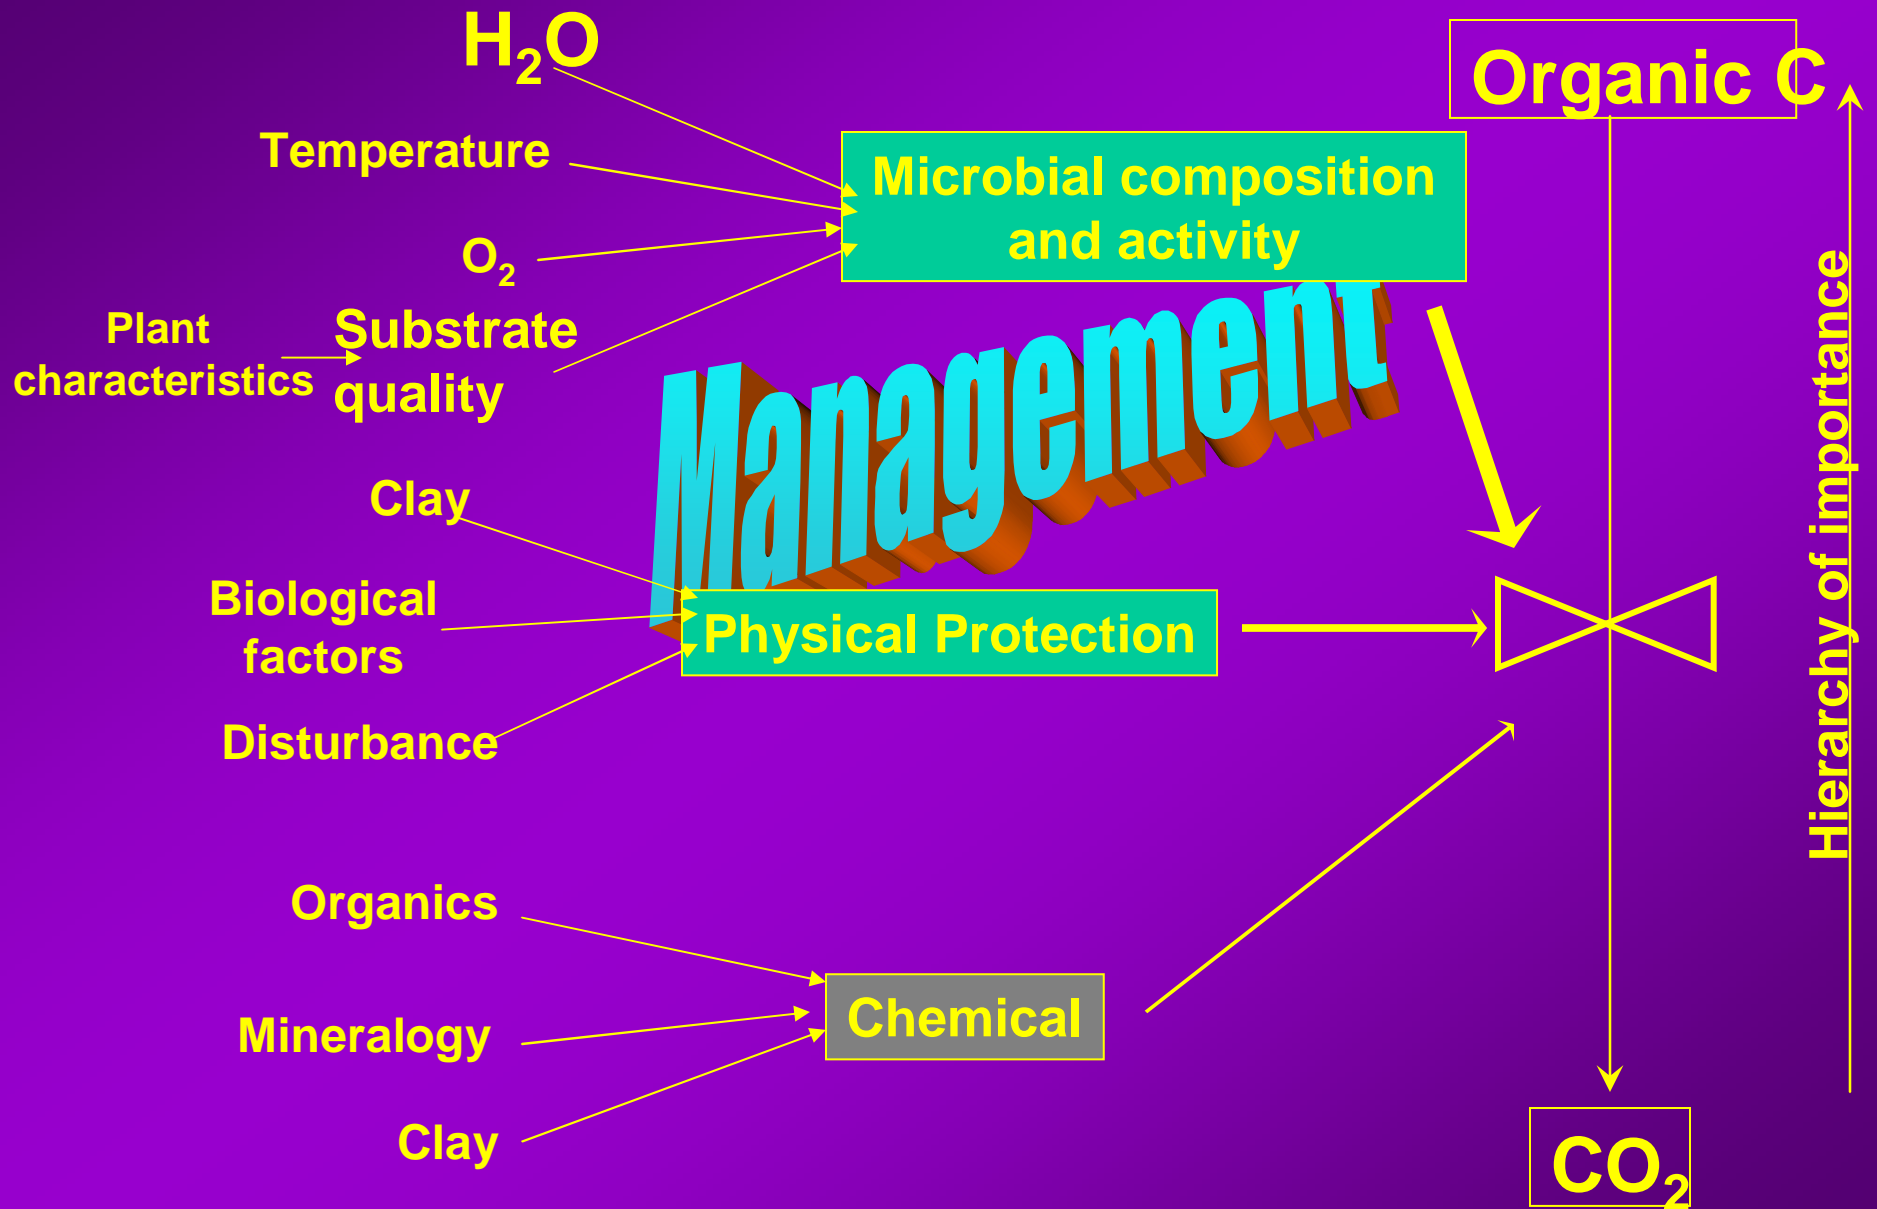 H₂O
Organic C
Temperature
Microbial composition
and activity
O₂
Plant
characteristics
Substrate
quality
Management
Hierarchy of importance
Clay
Biological
factors
Physical Protection
Disturbance
Organics
Chemical
Mineralogy
Clay
CO₂